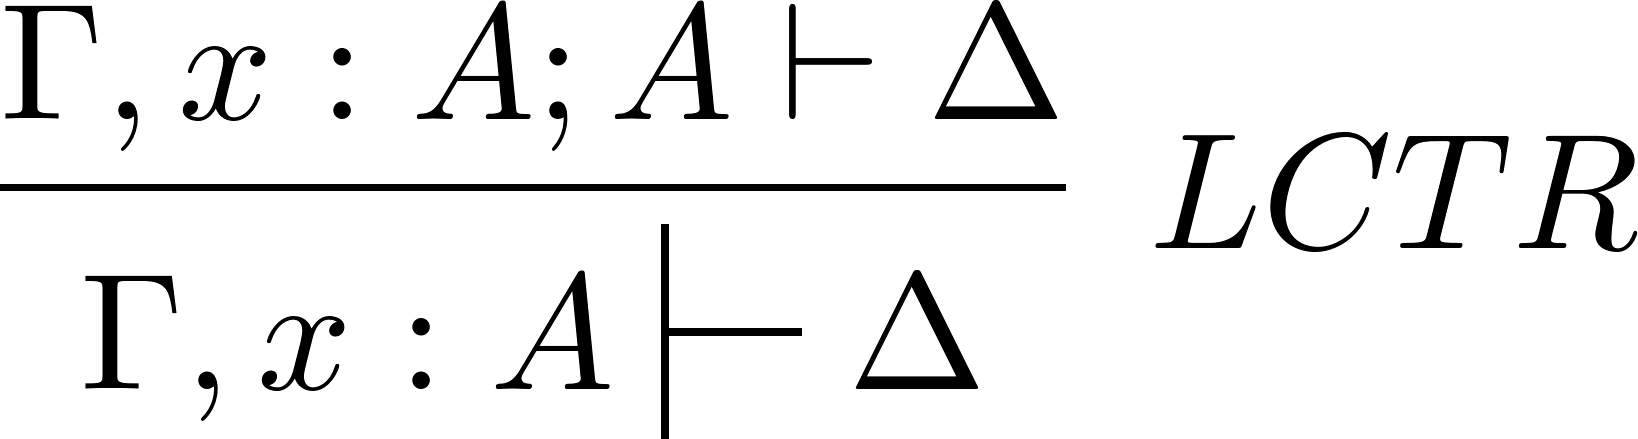 Γ, x : A; A ⊢ Δ
LCTR
Γ, x : A ⊢ Δ